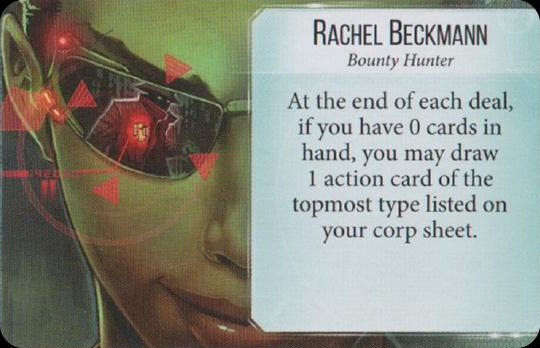 RACHEL BECKMANN
Bounty Hunter
At the end of each deal,
if you have 0 cards in
hand, you may draw
1 action card of the
topmost type listed on
your corp sheet.